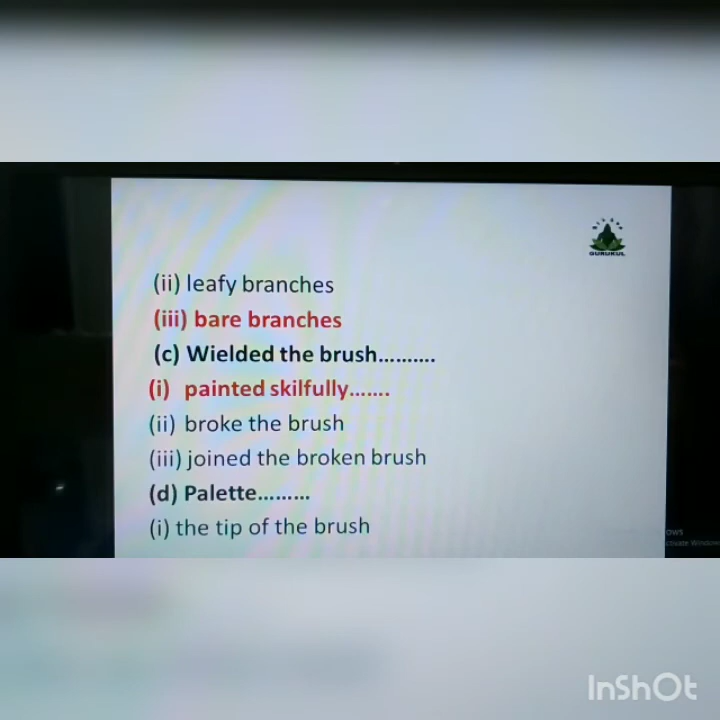 GURUKUL
(ii) leafy branches
(iii) bare branches
(c) Wielded the brush..........
(i) painted skilfully.......
(ii) broke the brush
(iii) joined the broken brush
(d) Palette.........
(i) the tip of the brush
InShOt